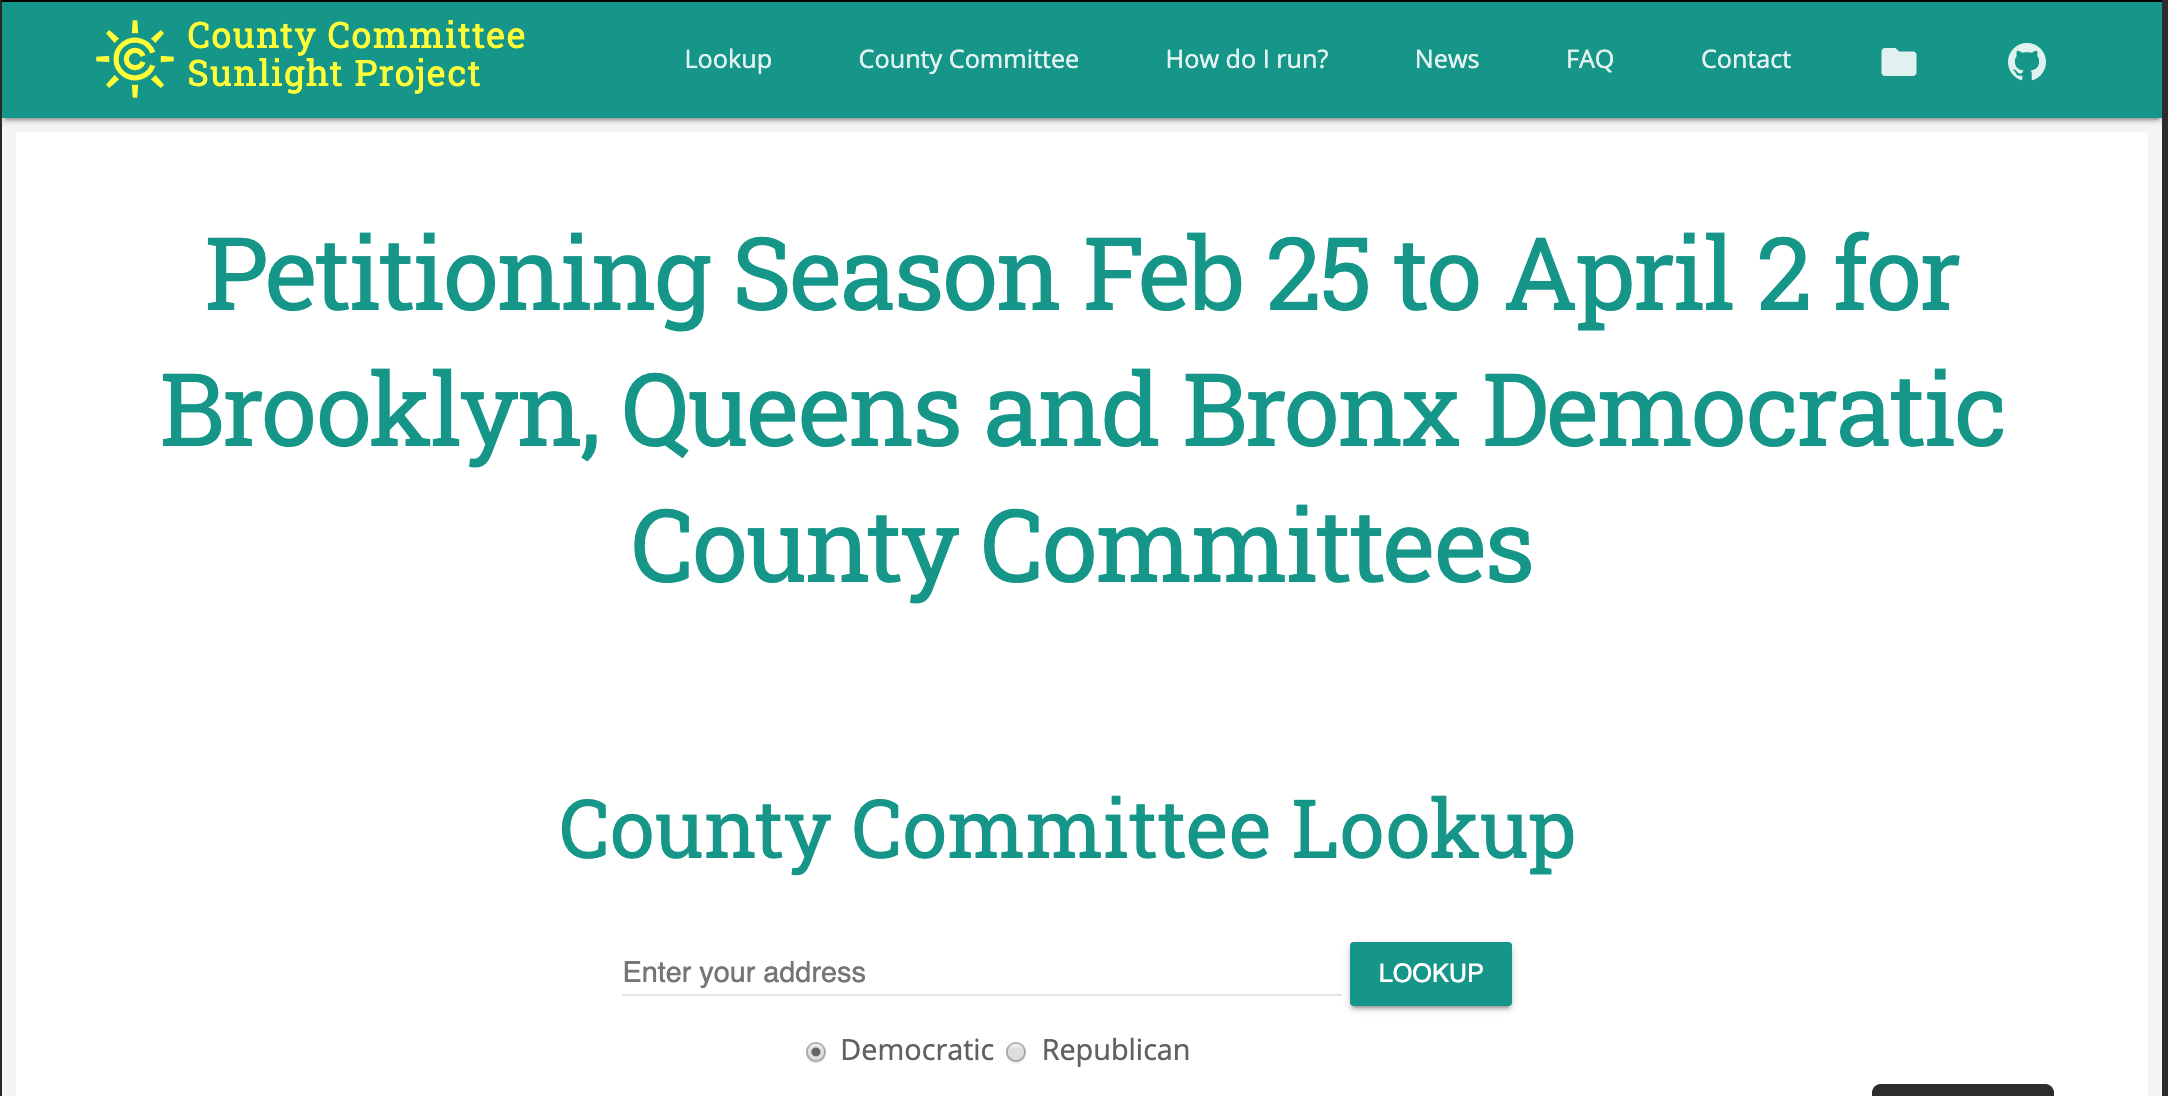 County Committee
Sunlight Project
Lookup County Committee How do I run? News FAQ Contact
Petitioning Season Feb 25 to April 2 for
Brooklyn, Queens and Bronx Democratic
County Committees
County Committee Lookup
Enter your address LOOKUP
Democratic Republican